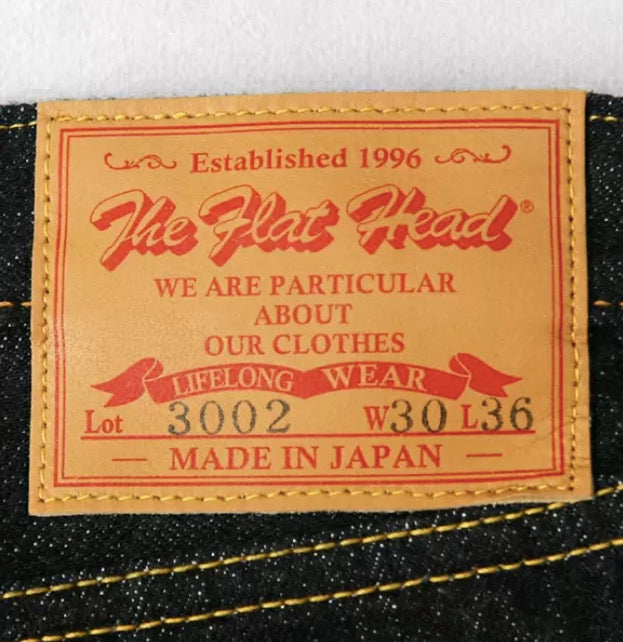 Established 1996
The Flat Head®
WE ARE PARTICULAR
ABOUT
OUR CLOTHES
LIFELONG WEAR
Lot 3002 W30 L36
— MADE IN JAPAN —